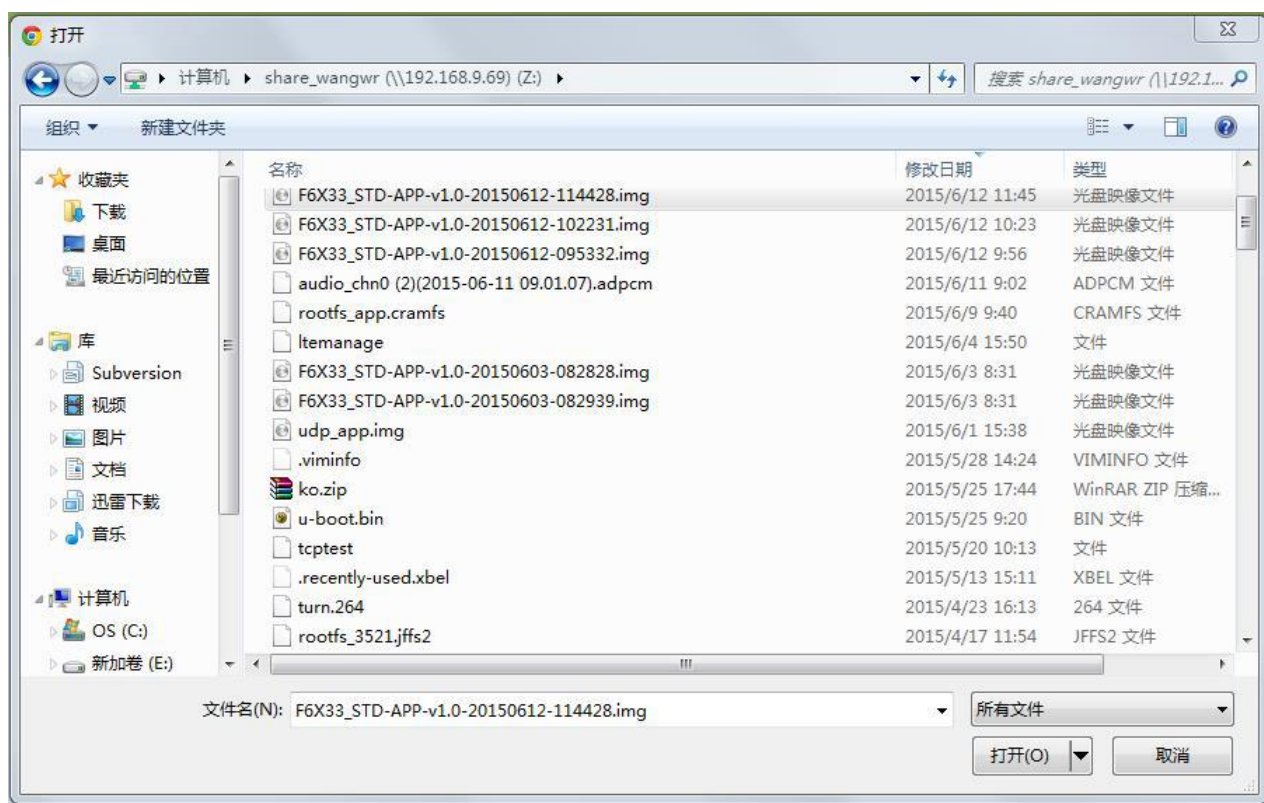 打开
计算机 share_wangwr (\\192.168.9.69) (Z:)
搜索 share_wangwr (\\192.1...
组织 新建文件夹
名称 修改日期 类型
收藏夹
下载
桌面
最近访问的位置
库
Subversion
视频
图片
文档
迅雷下载
音乐
计算机
OS (C:)
新加卷 (E:)
F6X33_STD-APP-v1.0-20150612-114428.img 2015/6/12 11:45 光盘映像文件
F6X33_STD-APP-v1.0-20150612-102231.img 2015/6/12 10:23 光盘映像文件
F6X33_STD-APP-v1.0-20150612-095332.img 2015/6/12 9:56 光盘映像文件
audio_chn0 (2)(2015-06-11 09.01.07).adpcm 2015/6/11 9:02 ADPCM 文件
rootfs_app.cramfs 2015/6/9 9:40 CRAMFS 文件
ltemanage 2015/6/4 15:50 文件
F6X33_STD-APP-v1.0-20150603-082828.img 2015/6/3 8:31 光盘映像文件
F6X33_STD-APP-v1.0-20150603-082939.img 2015/6/3 8:31 光盘映像文件
udp_app.img 2015/6/1 15:38 光盘映像文件
.viminfo 2015/5/28 14:24 VIMINFO 文件
ko.zip 2015/5/25 17:44 WinRAR ZIP 压缩...
u-boot.bin 2015/5/25 9:20 BIN 文件
tcptest 2015/5/20 10:13 文件
.recently-used.xbel 2015/5/13 15:11 XBEL 文件
turn.264 2015/4/23 16:13 264 文件
rootfs_3521.jffs2 2015/4/17 11:54 JFFS2 文件
文件名(N): F6X33_STD-APP-v1.0-20150612-114428.img 所有文件
打开(O) 取消